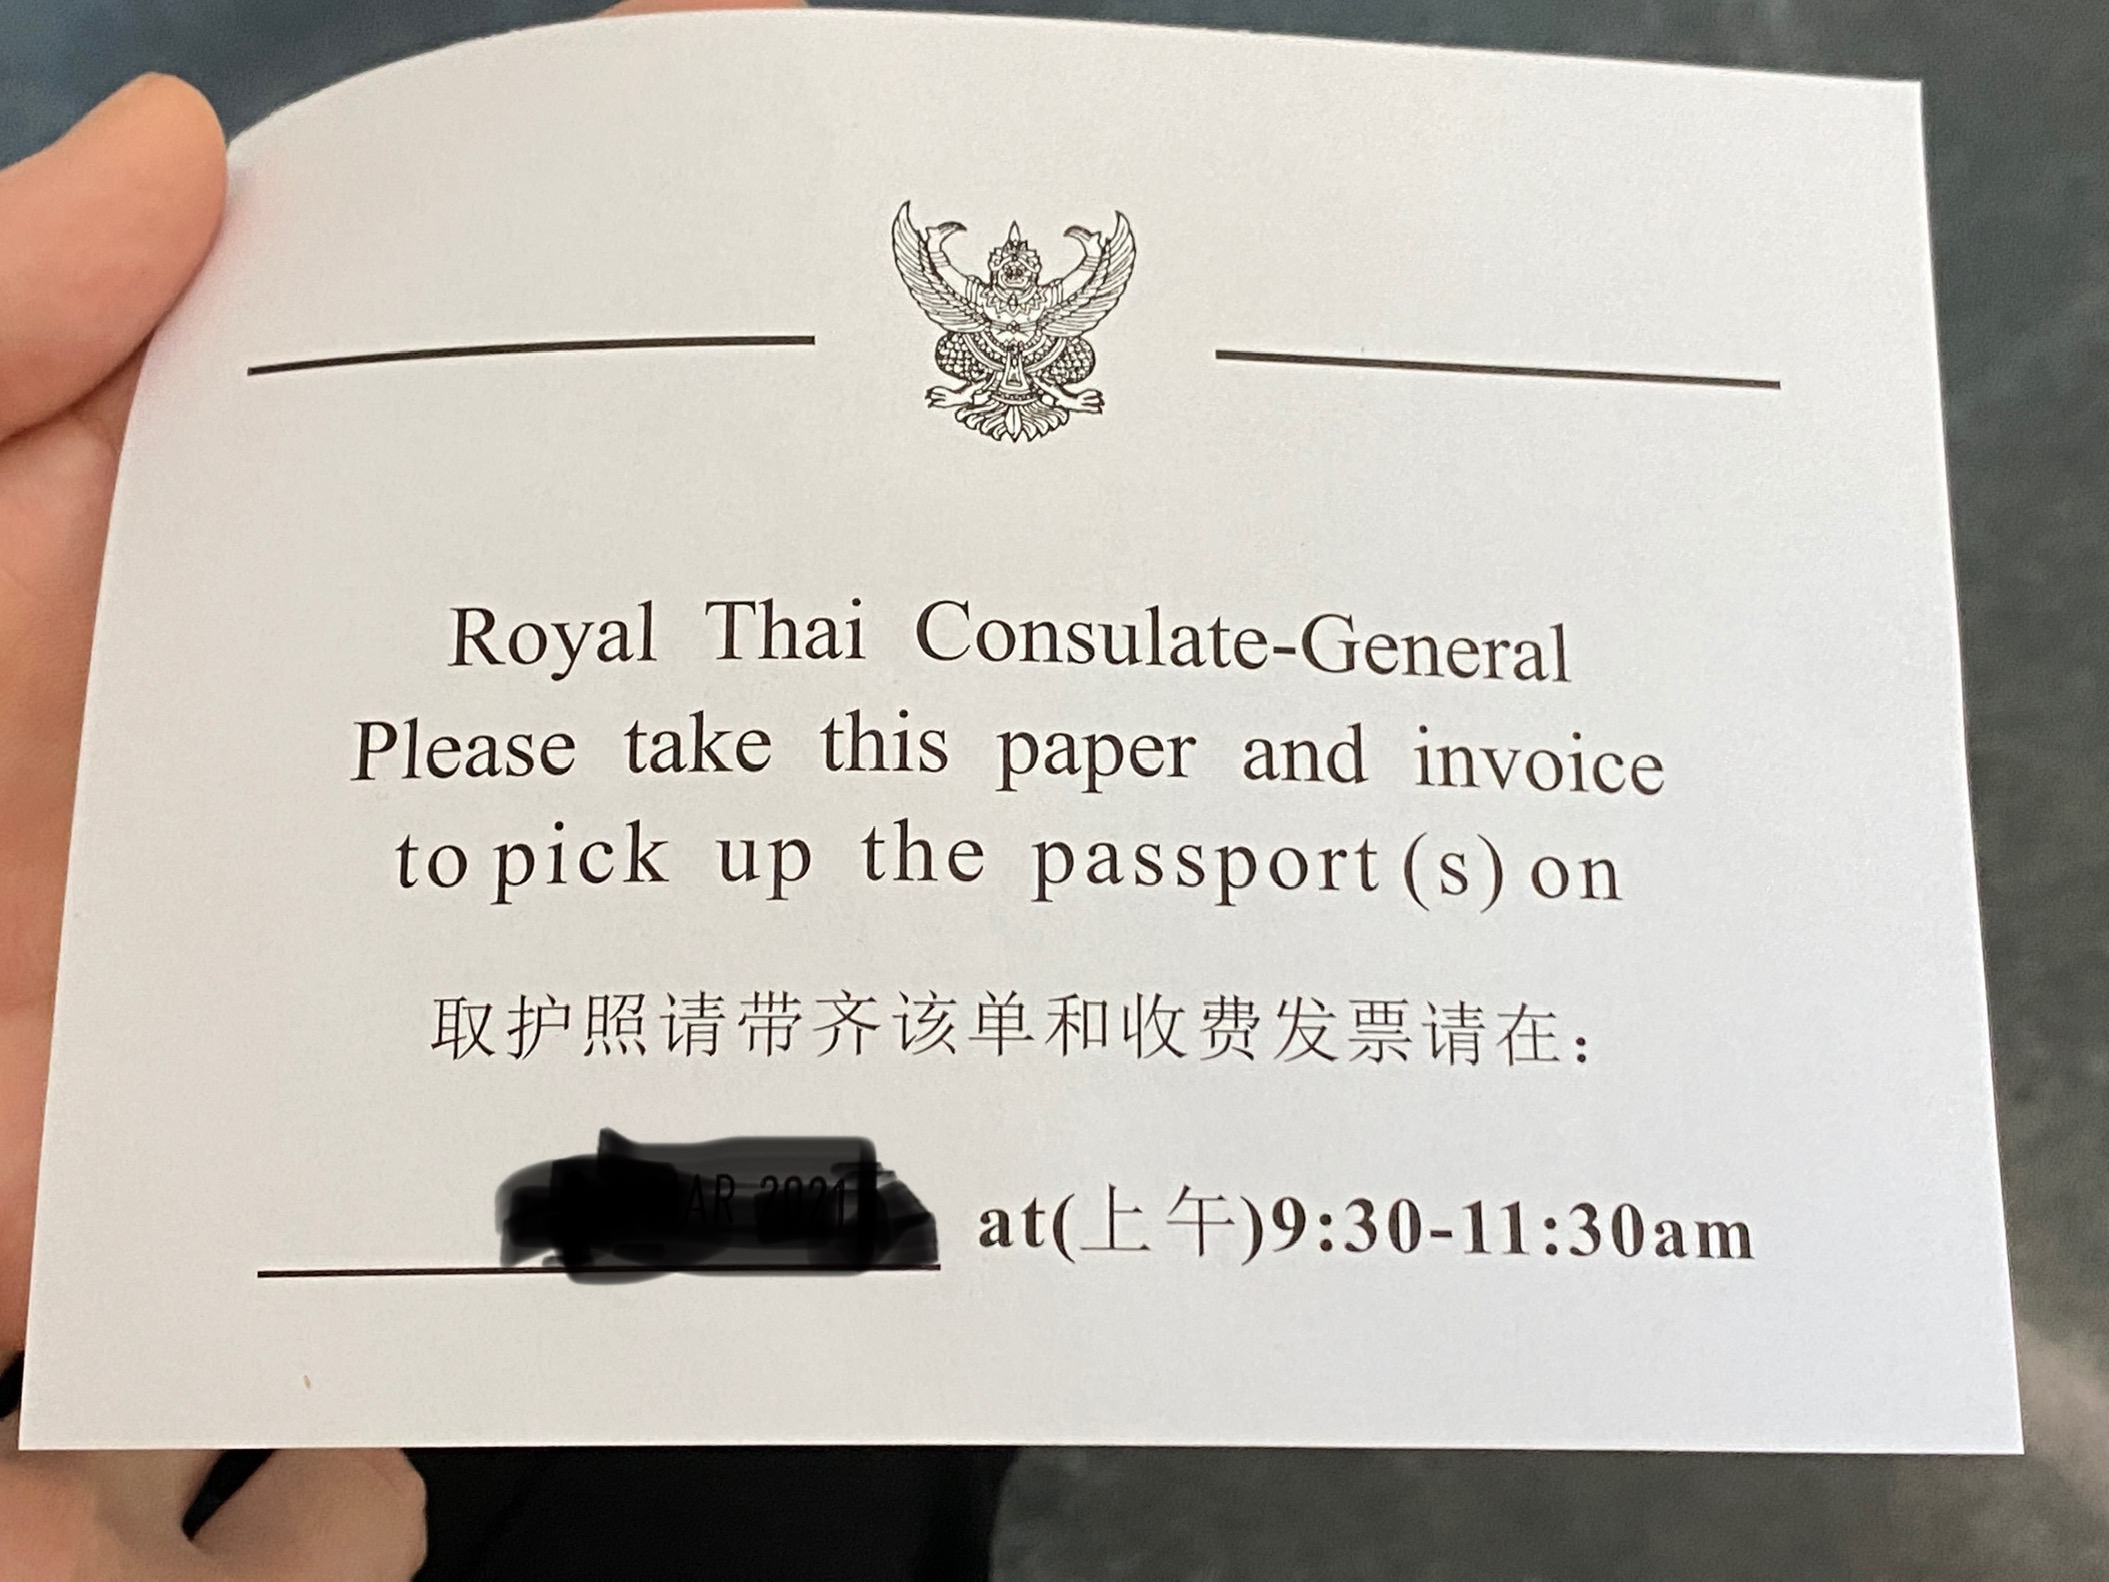 Royal Thai Consulate-General
Please take this paper and invoice
to pick up the passport(s) on
取护照请带齐该单和收费发票请在:
at(上午)9:30-11:30am